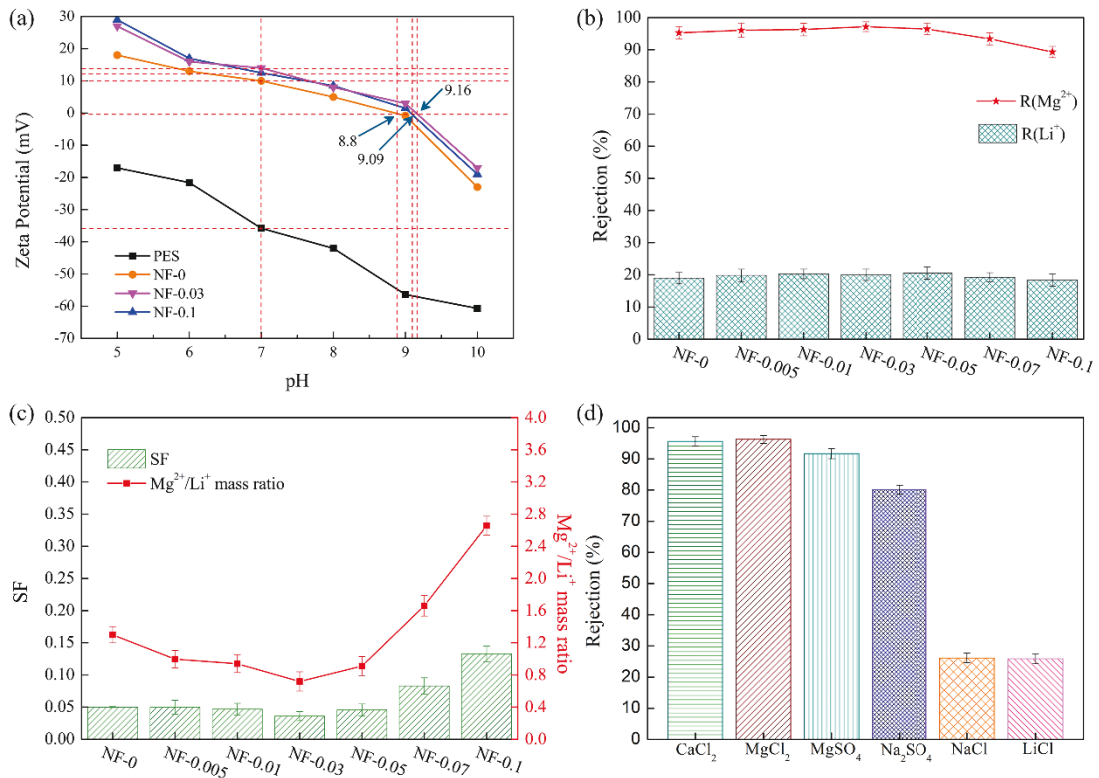 (a)
30
20
10
0
-10
-20
-30
-40
-50
-60
-70
Zeta Potential (mV)
9.16
8.8
9.09
PES
NF-0
NF-0.03
NF-0.1
5 6 7 8 9 10
pH
(b)
100
90
80
70
60
50
40
30
20
10
0
Rejection (%)
R(Mg²⁺)
R(Li⁺)
NF-0 NF-0.005 NF-0.01 NF-0.03 NF-0.05 NF-0.07 NF-0.1
(c)
0.50
0.45
0.40
0.35
0.30
0.25
0.20
0.15
0.10
0.05
0.00
SF
SF
Mg²⁺/Li⁺ mass ratio
4.0
3.6
3.2
2.8
2.4
2.0
1.6
1.2
0.8
0.4
0.0
Mg²⁺/Li⁺ mass ratio
NF-0 NF-0.005 NF-0.01 NF-0.03 NF-0.05 NF-0.07 NF-0.1
(d)
100
90
80
70
60
50
40
30
20
10
0
Rejection (%)
CaCl₂ MgCl₂ MgSO₄ Na₂SO₄ NaCl LiCl